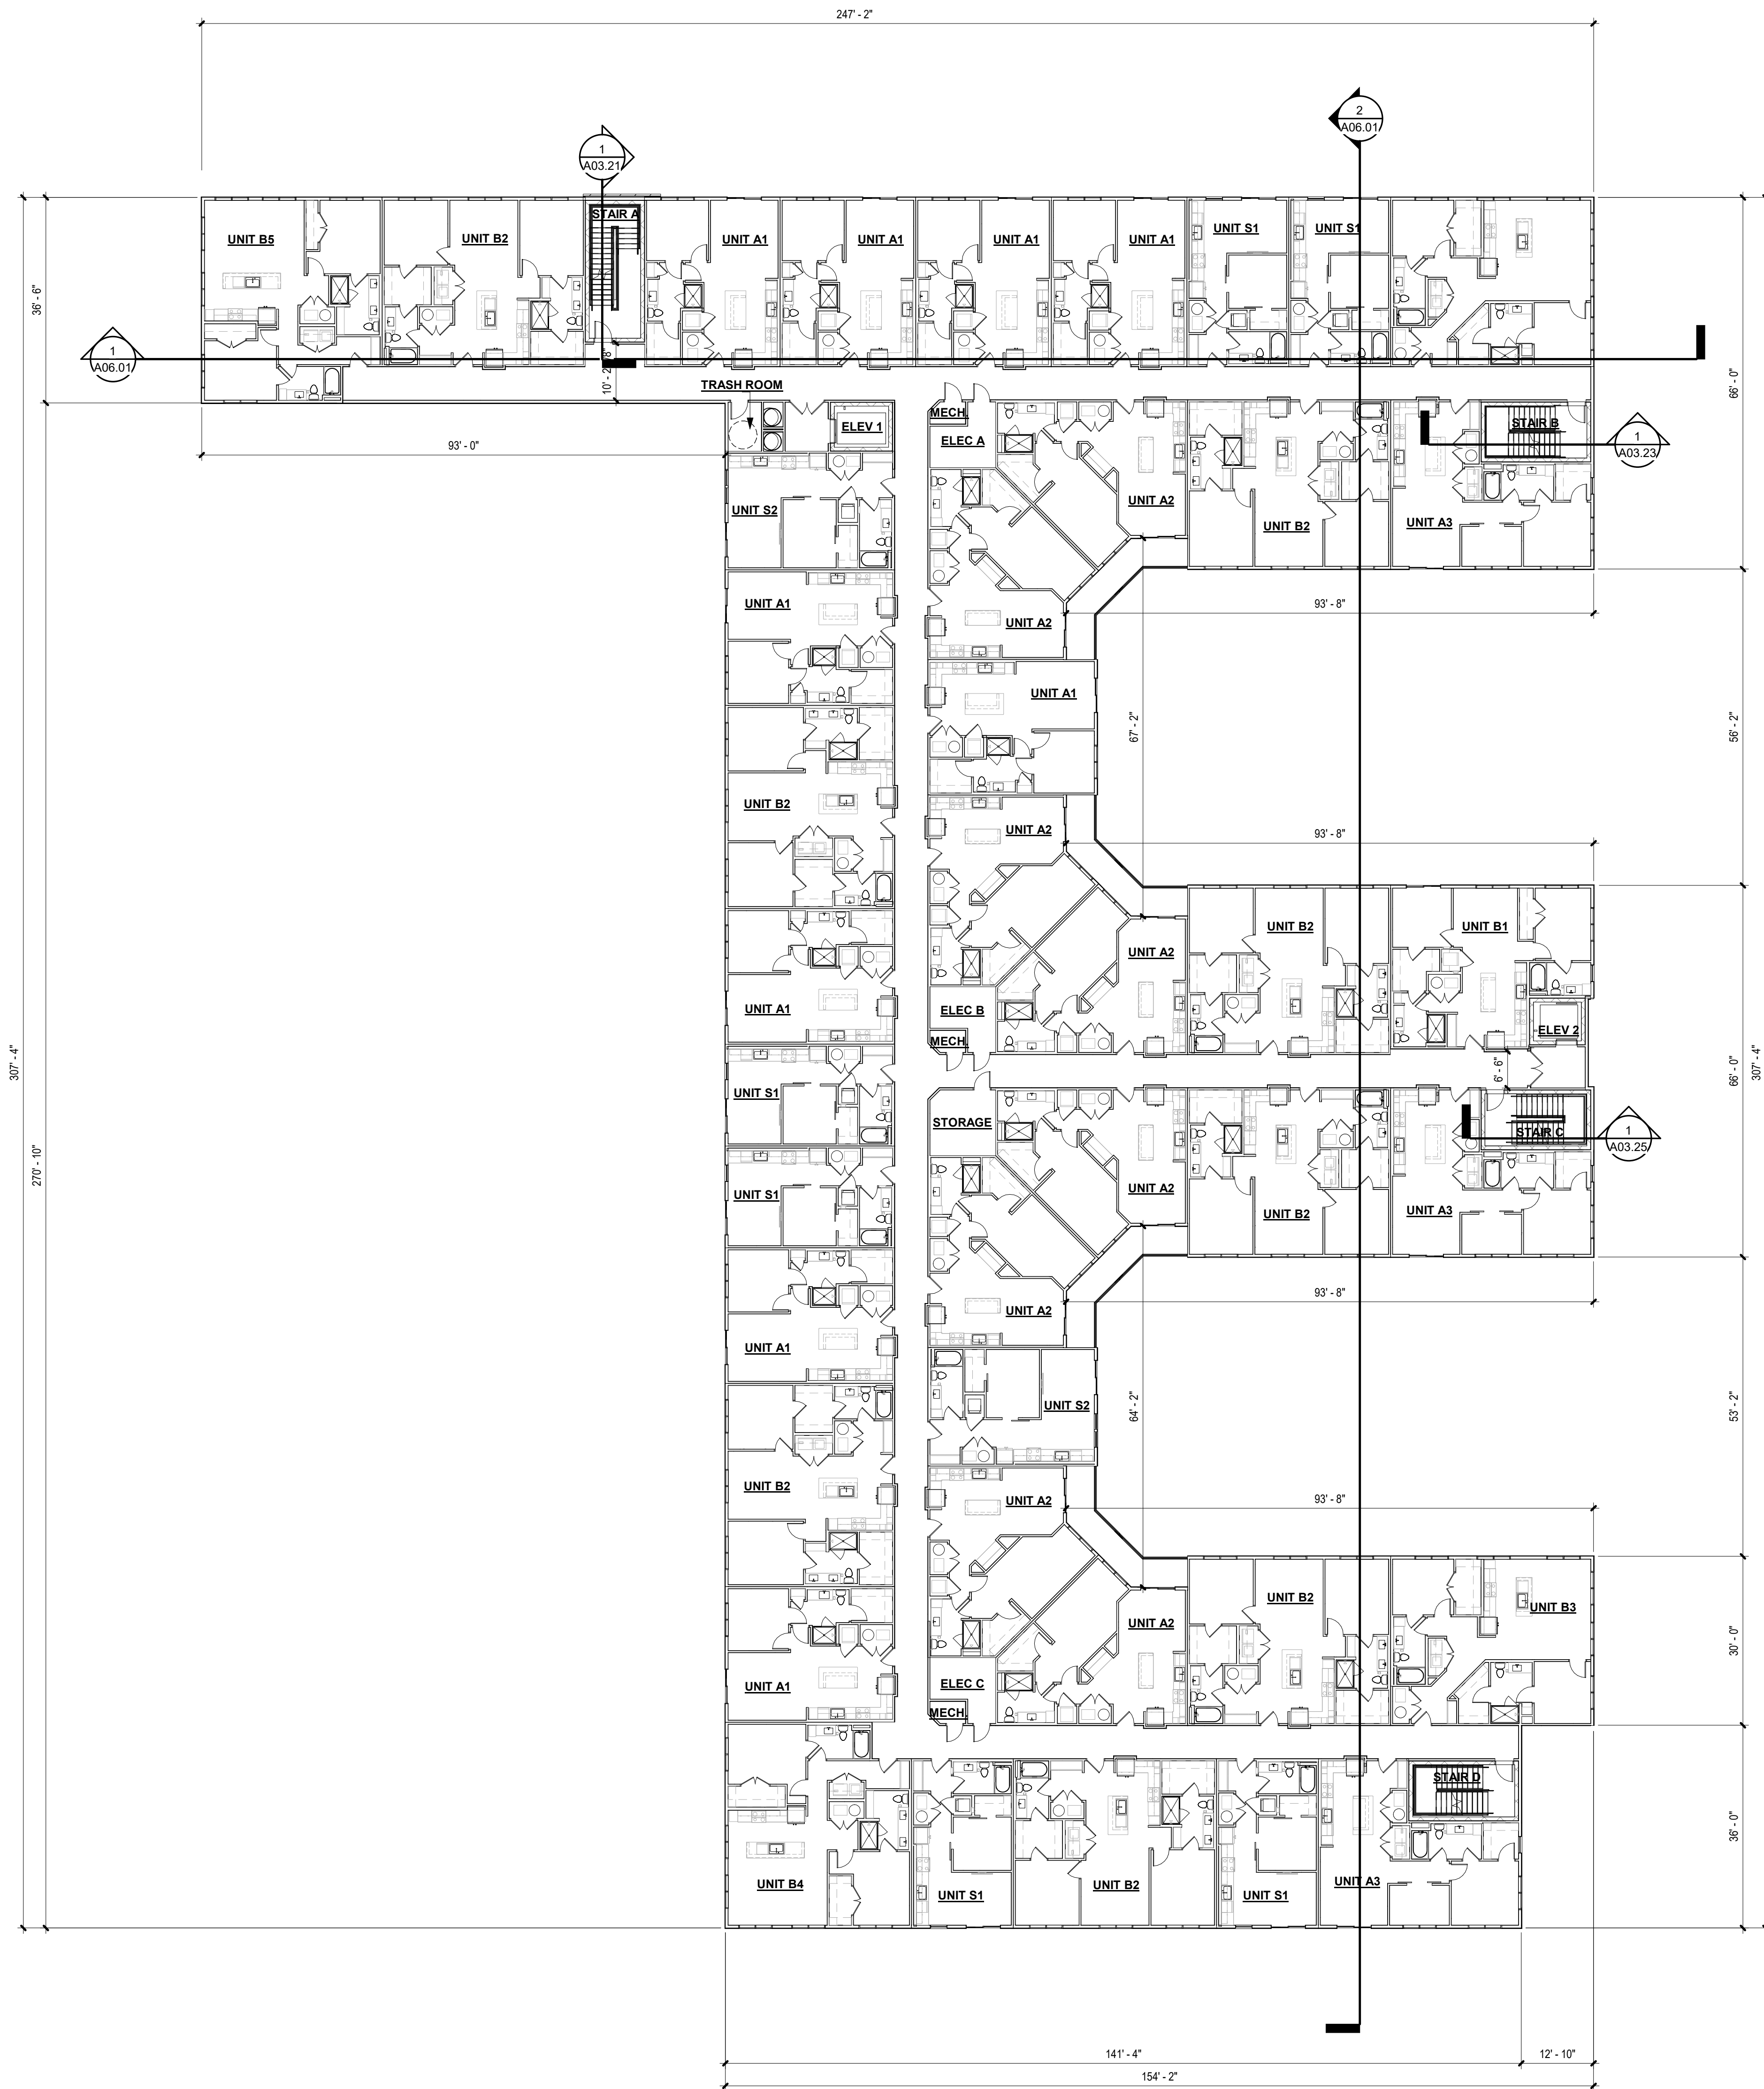 247' - 2"
2
A06.01
1
A03.21
STAIR A
UNIT B5
UNIT B2
UNIT A1
UNIT A1
UNIT A1
UNIT A1
UNIT S1
UNIT S1
36' - 6"
1
A06.01
10' - 2 7/8"
TRASH ROOM
66' - 0"
MECH.
ELEV 1
ELEC A
STAIR B
1
A03.23
93' - 0"
UNIT S2
UNIT A2
UNIT B2
UNIT A3
UNIT A1
93' - 8"
UNIT A2
UNIT A1
67' - 2"
56' - 2"
UNIT B2
UNIT A2
93' - 8"
UNIT B2
UNIT B1
UNIT A2
UNIT A1
ELEC B
ELEV 2
MECH.
307' - 4"
6' - 6"
66' - 0"
307' - 4"
UNIT S1
STORAGE
STAIR C
1
A03.25
270' - 10"
UNIT S1
UNIT A2
UNIT B2
UNIT A3
93' - 8"
UNIT A2
UNIT A1
UNIT S2
64' - 2"
53' - 2"
UNIT B2
UNIT A2
93' - 8"
UNIT B2
UNIT B3
UNIT A2
30' - 0"
UNIT A1
ELEC C
MECH.
STAIR D
36' - 0"
UNIT B4
UNIT S1
UNIT B2
UNIT S1
UNIT A3
141' - 4"
12' - 10"
154' - 2"